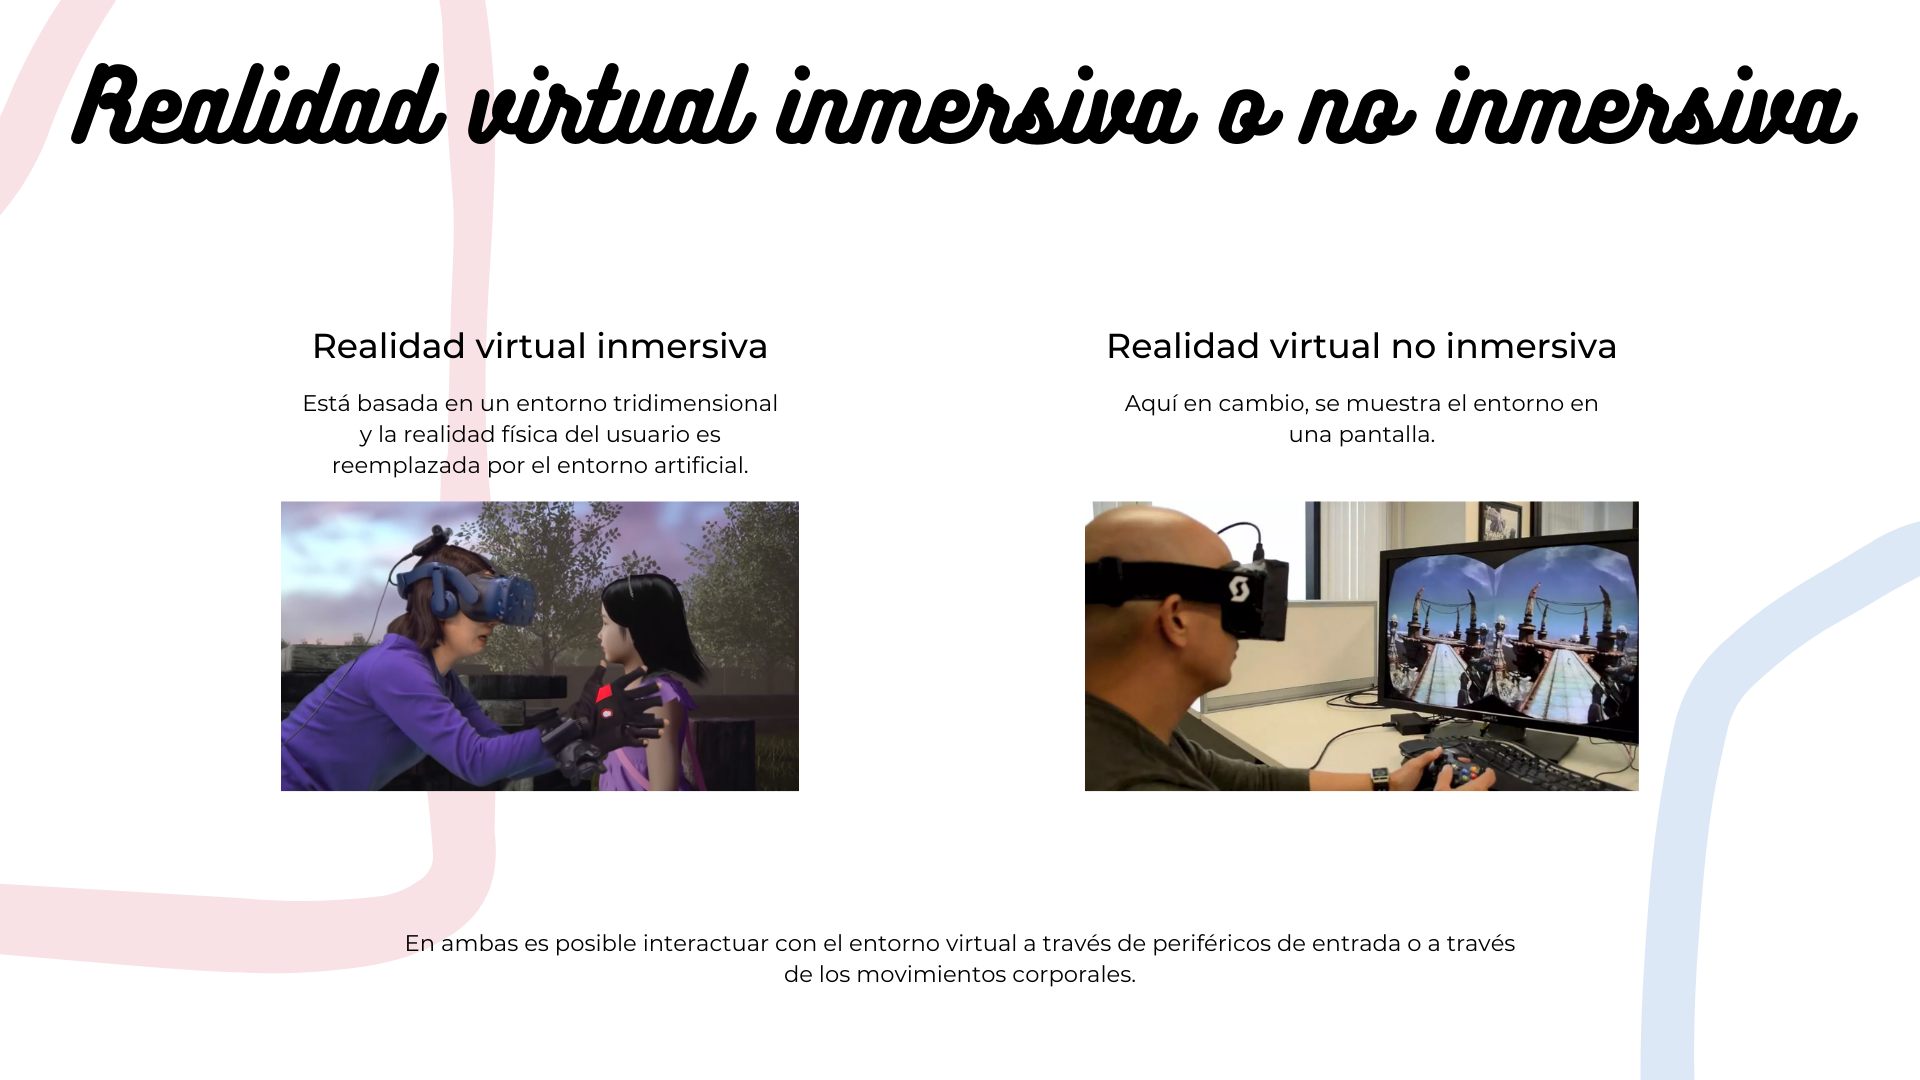 Realidad virtual inmersiva o no inmersiva
Realidad virtual inmersiva
Está basada en un entorno tridimensional
y la realidad física del usuario es
reemplazada por el entorno artificial.
Realidad virtual no inmersiva
Aquí en cambio, se muestra el entorno en
una pantalla.
En ambas es posible interactuar con el entorno virtual a través de periféricos de entrada o a través
de los movimientos corporales.